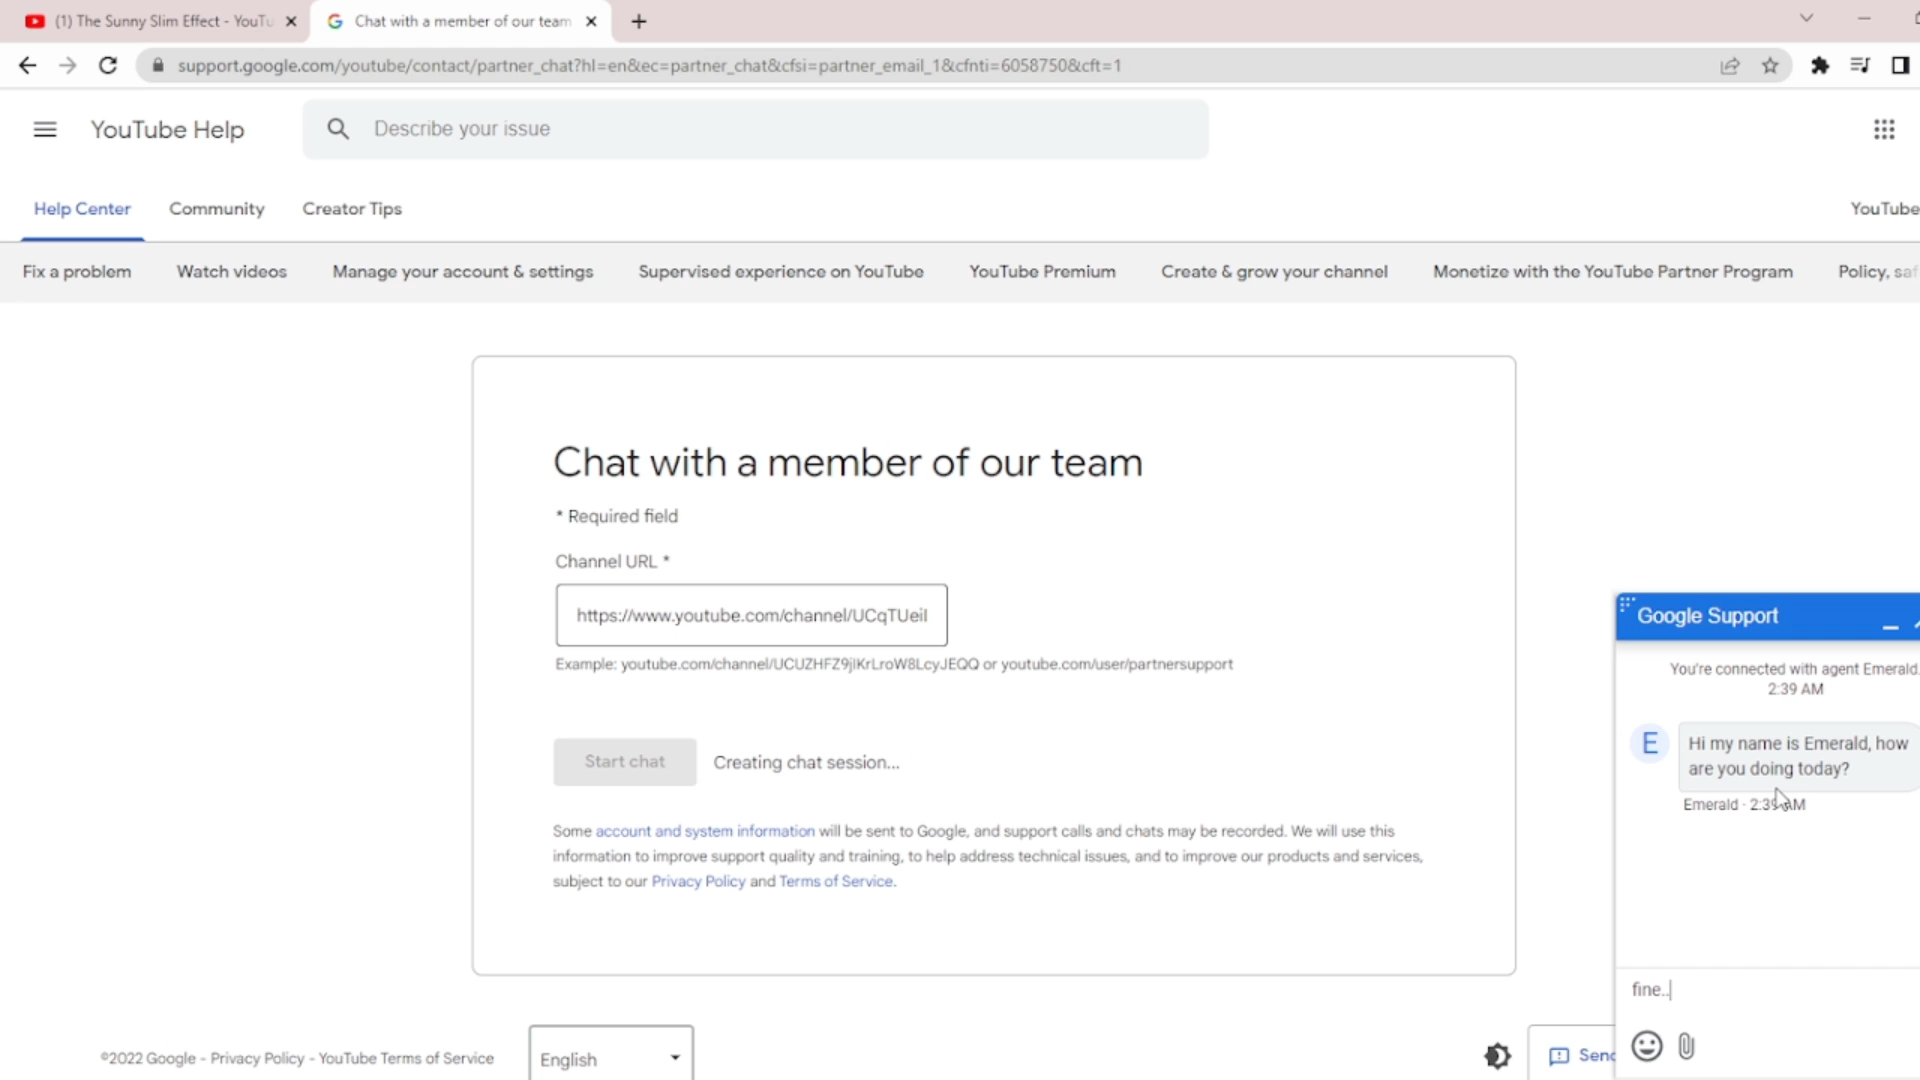 (1) The Sunny Slim Effect - YouTu
Chat with a member of our team
support.google.com/youtube/contact/partner_chat?hl=en&ec=partner_chat&cfsi=partner_email_1&cfnti=6058750&cft=1
YouTube Help
Describe your issue
Help Center Community Creator Tips YouTube
Fix a problem Watch videos Manage your account & settings Supervised experience on YouTube YouTube Premium Create & grow your channel Monetize with the YouTube Partner Program Policy, saf
Chat with a member of our team
* Required field
Channel URL *
https://www.youtube.com/channel/UCqTUeil
Example: youtube.com/channel/UCUZHFZ9jIKrLroW8LcyJEQQ or youtube.com/user/partnersupport
Start chat Creating chat session...
Some account and system information will be sent to Google, and support calls and chats may be recorded. We will use this
information to improve support quality and training, to help address technical issues, and to improve our products and services,
subject to our Privacy Policy and Terms of Service.
Google Support
You're connected with agent Emerald.
2:39 AM
E
Hi my name is Emerald, how
are you doing today?
Emerald · 2:39 AM
fine..
©2022 Google - Privacy Policy - YouTube Terms of Service
English
Send